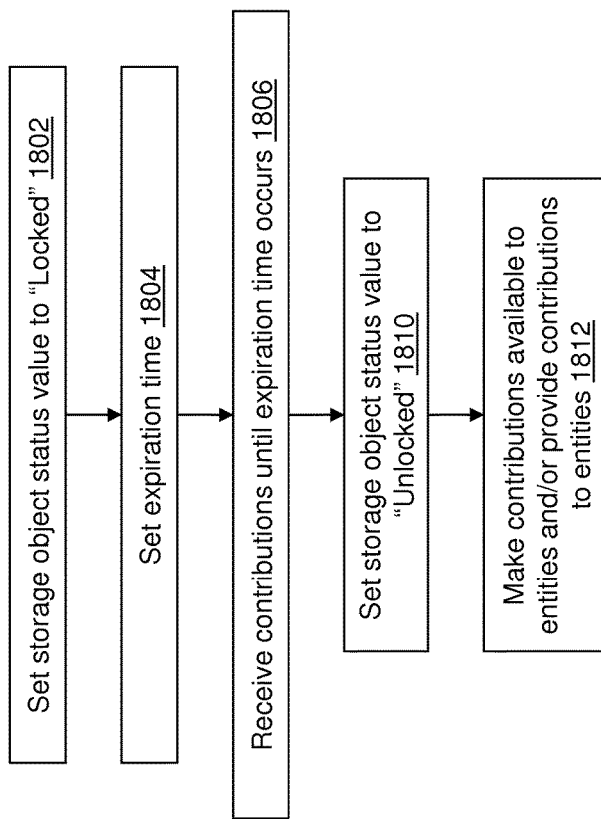 Set storage object status value to “Locked” 1802
Set expiration time 1804
Receive contributions until expiration time occurs 1806
Set storage object status value to
“Unlocked” 1810
Make contributions available to
entities and/or provide contributions
to entities 1812